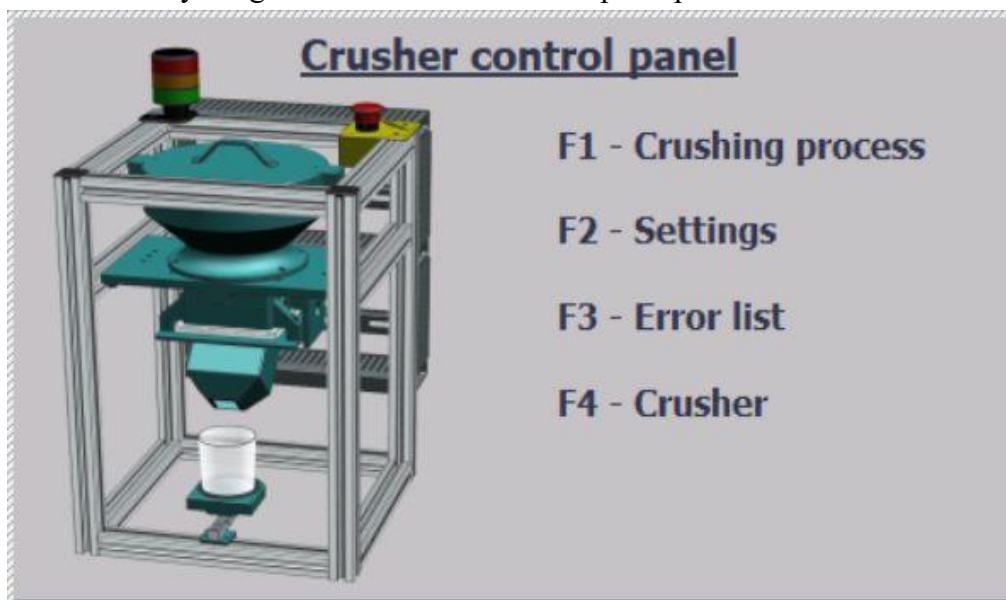 Crusher control panel
F1 - Crushing process
F2 - Settings
F3 - Error list
F4 - Crusher